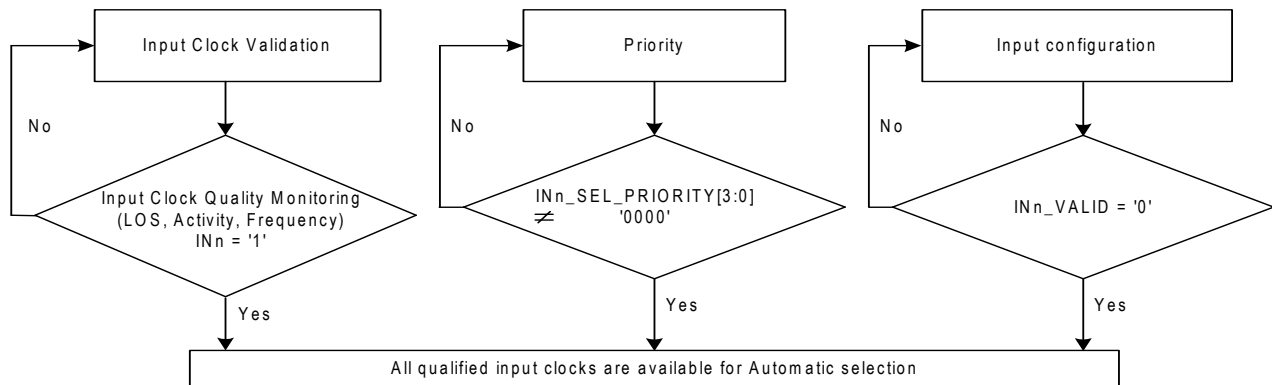 Input Clock Validation
Priority
Input configuration
No
No
No
Input Clock Quality Monitoring
(LOS, Activity, Frequency)
INn = '1'
INn_SEL_PRIORITY[3:0]
≠ '0000'
INn_VALID = '0'
Yes
Yes
Yes
All qualified input clocks are available for Automatic selection